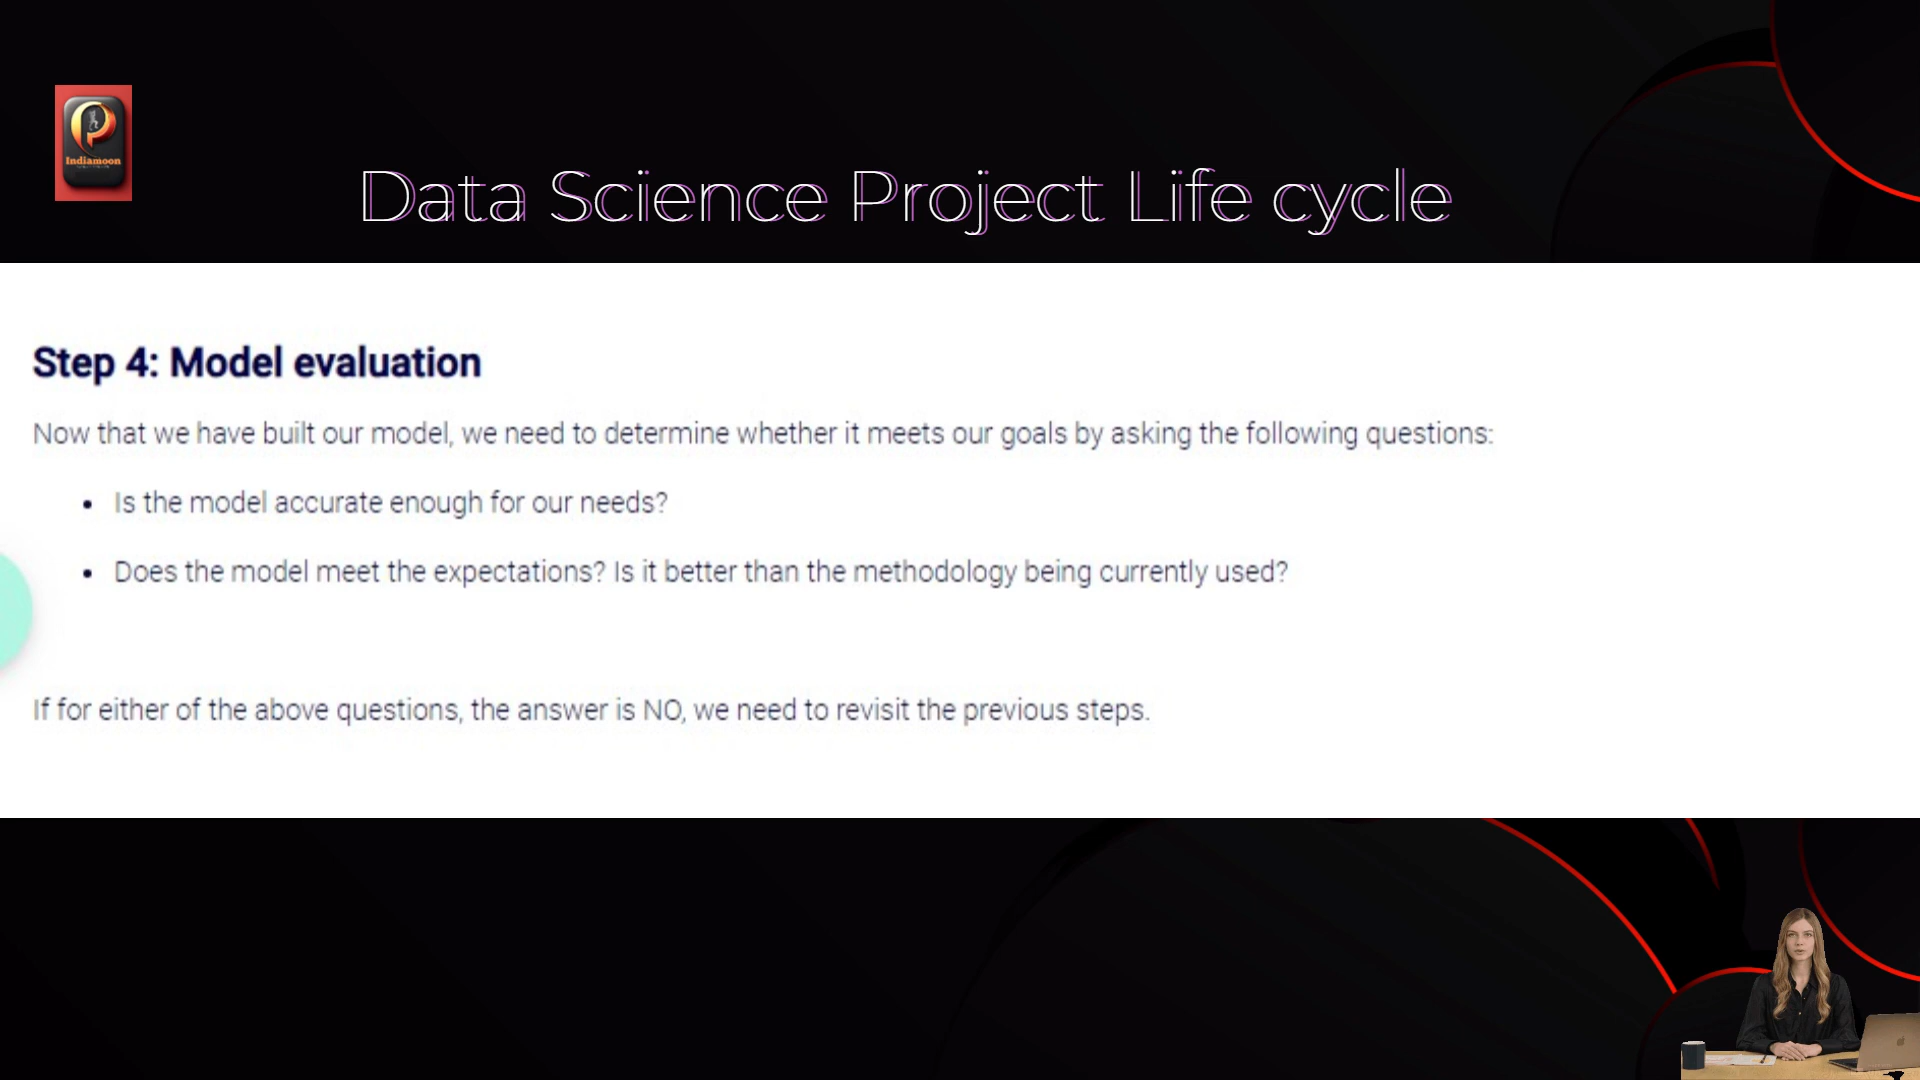 Indiamoon
Data Science Project Life cycle
Step 4: Model evaluation
Now that we have built our model, we need to determine whether it meets our goals by asking the following questions:
• Is the model accurate enough for our needs?
• Does the model meet the expectations? Is it better than the methodology being currently used?
If for either of the above questions, the answer is NO, we need to revisit the previous steps.